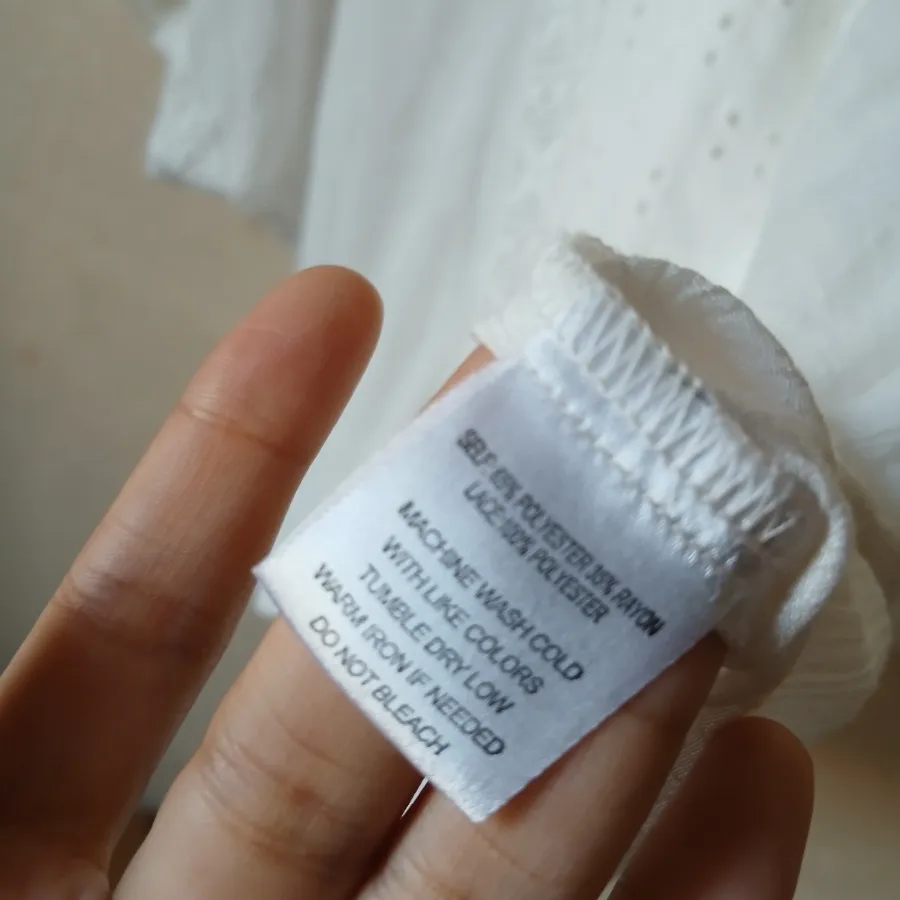 SELF: 65% POLYESTER 35% RAYON
LACE: 100% POLYESTER
MACHINE WASH COLD
WITH LIKE COLORS
TUMBLE DRY LOW
WARM IRON IF NEEDED
DO NOT BLEACH